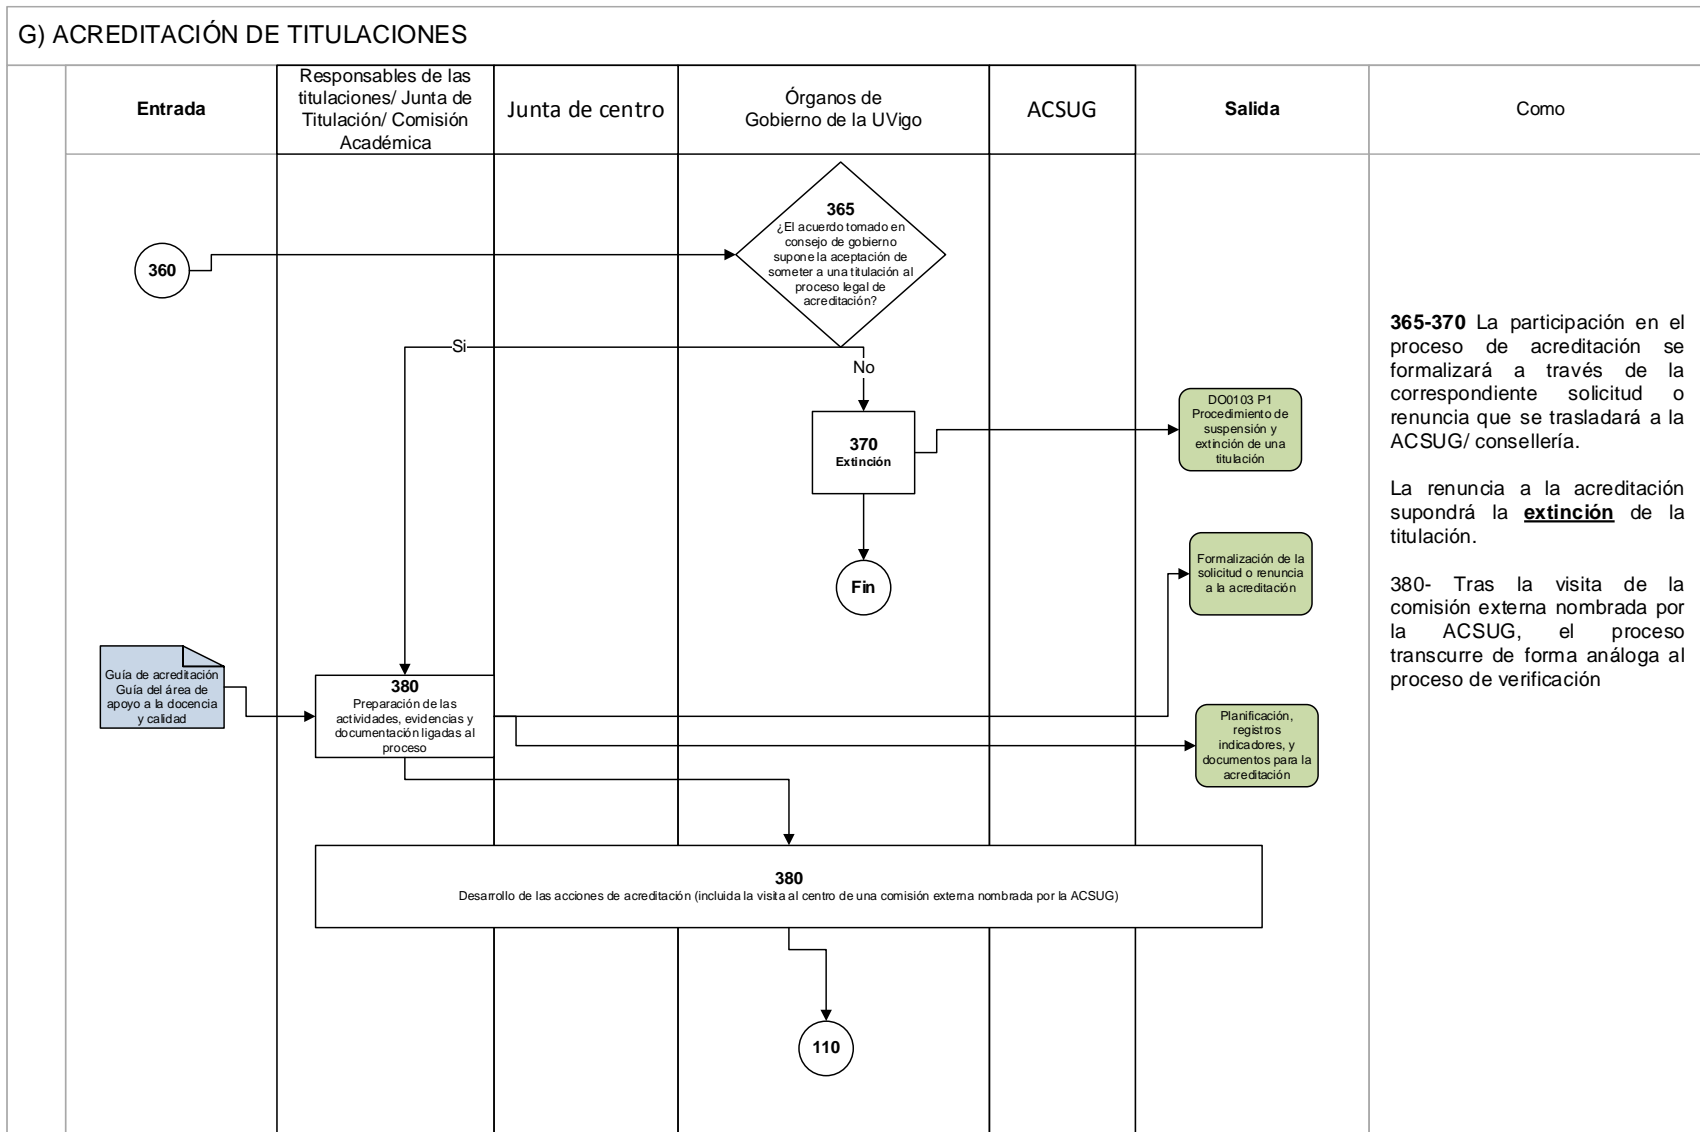 G) ACREDITACIÓN DE TITULACIONES
Entrada
Responsables de las
titulaciones/ Junta de
Titulación/ Comisión
Académica
Junta de centro
Órganos de
Gobierno de la UVigo
ACSUG
Salida
Como
360
365
¿El acuerdo tomado en
consejo de gobierno
supone la aceptación de
someter a una titulación al
proceso legal de
acreditación?
Si
No
370
Extinción
Fin
DO0103 P1
Procedimiento de
suspensión y
extinción de una
titulación
Formalización de la
solicitud o renuncia
a la acreditación
Guía de acreditación
Guía del área de
apoyo a la docencia
y calidad
380
Preparación de las
actividades, evidencias y
documentación ligadas al
proceso
Planificación,
registros
indicadores, y
documentos para la
acreditación
380
Desarrollo de las acciones de acreditación (incluida la visita al centro de una comisión externa nombrada por la ACSUG)
110
365-370 La participación en el
proceso de acreditación se
formalizará a través de la
correspondiente solicitud o
renuncia que se trasladará a la
ACSUG/ consellería.
La renuncia a la acreditación
supondrá la extinción de la
titulación.
380- Tras la visita de la
comisión externa nombrada por
la ACSUG, el proceso
transcurre de forma análoga al
proceso de verificación